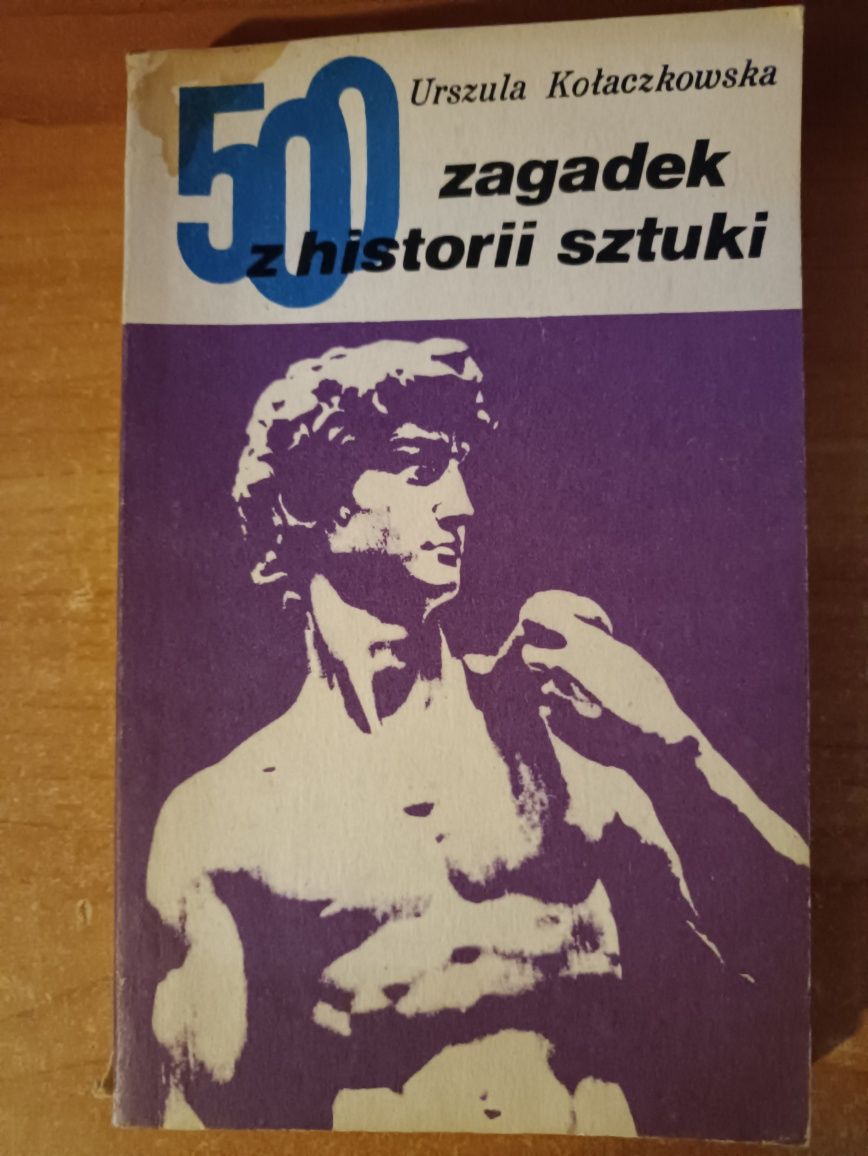 Urszula Kołaczkowska
500 zagadek
z historii sztuki